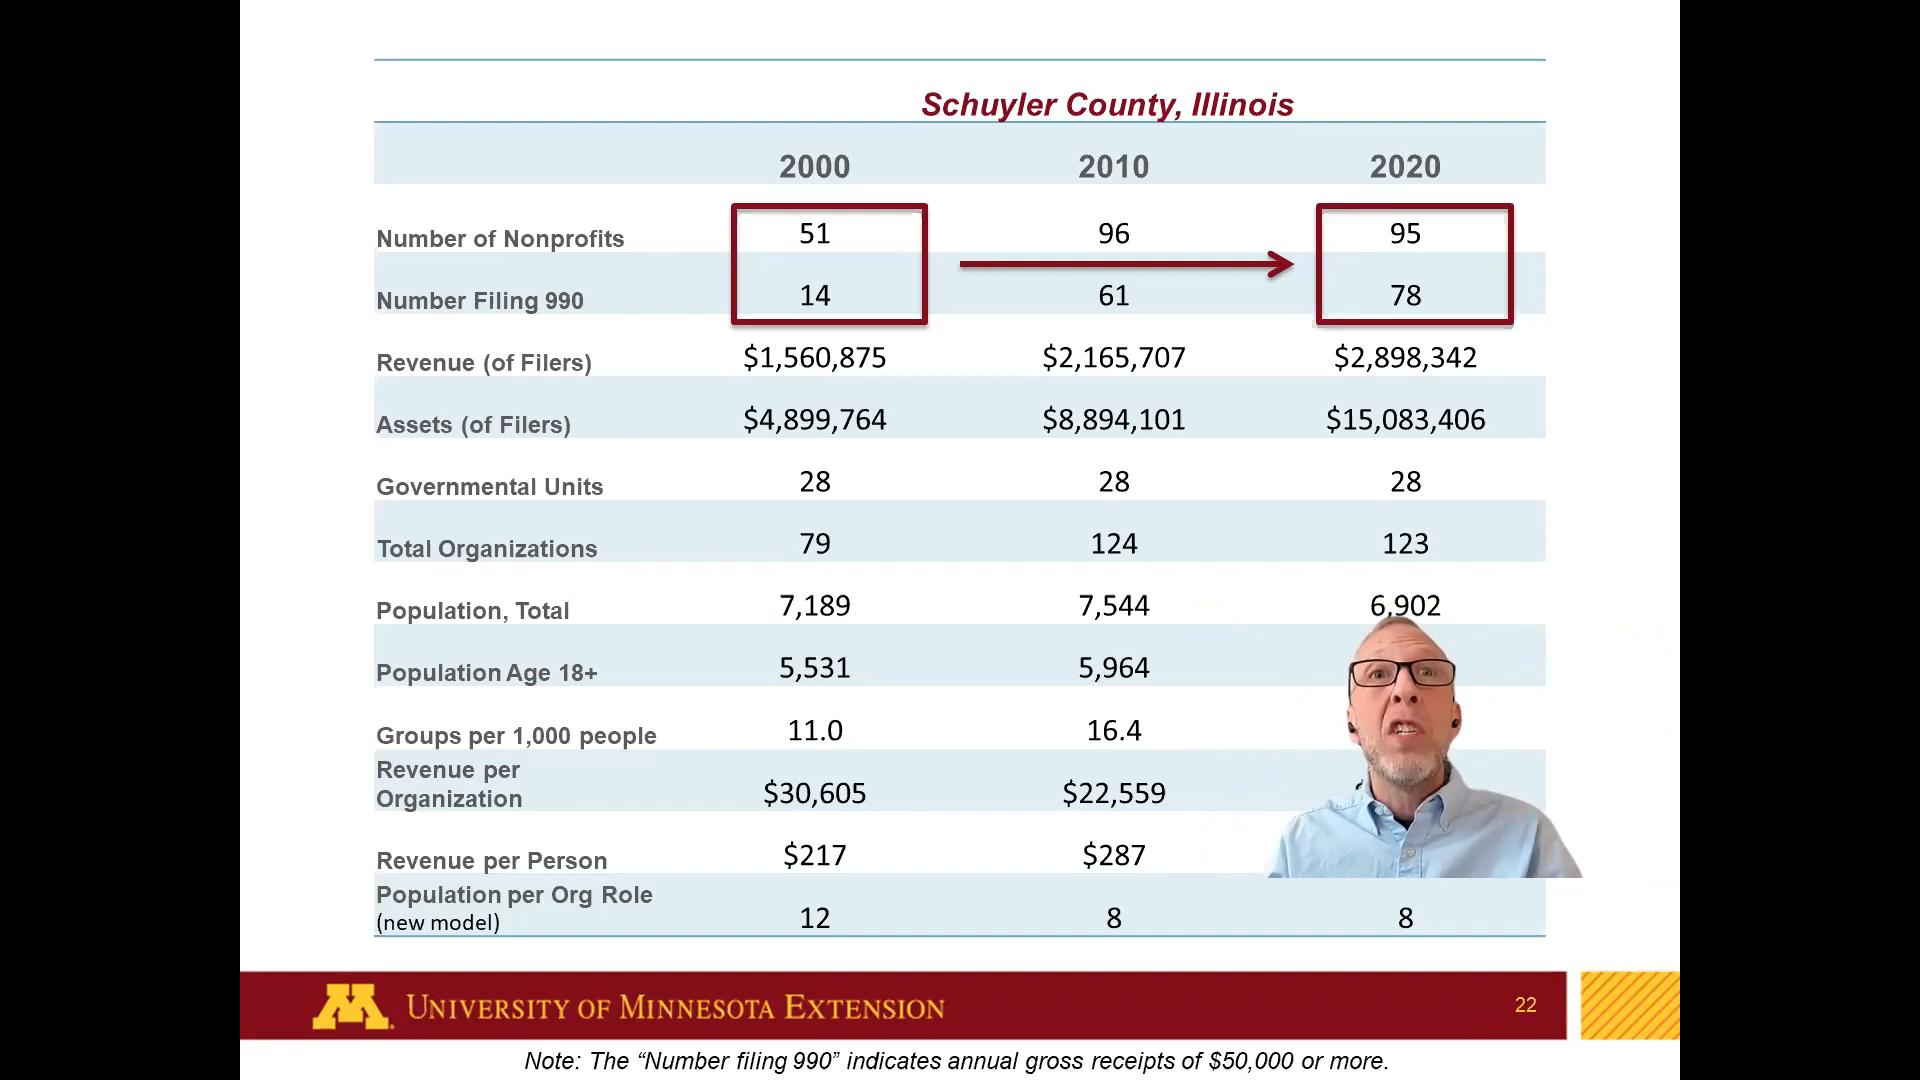 Schuyler County, Illinois
2000 2010 2020
Number of Nonprofits 51 96 95
Number Filing 990 14 61 78
Revenue (of Filers) $1,560,875 $2,165,707 $2,898,342
Assets (of Filers) $4,899,764 $8,894,101 $15,083,406
Governmental Units 28 28 28
Total Organizations 79 124 123
Population, Total 7,189 7,544 6,902
Population Age 18+ 5,531 5,964
Groups per 1,000 people 11.0 16.4
Revenue per
Organization $30,605 $22,559
Revenue per Person $217 $287
Population per Org Role
(new model) 12 8 8
M UNIVERSITY OF MINNESOTA EXTENSION 22
Note: The “Number filing 990” indicates annual gross receipts of $50,000 or more.